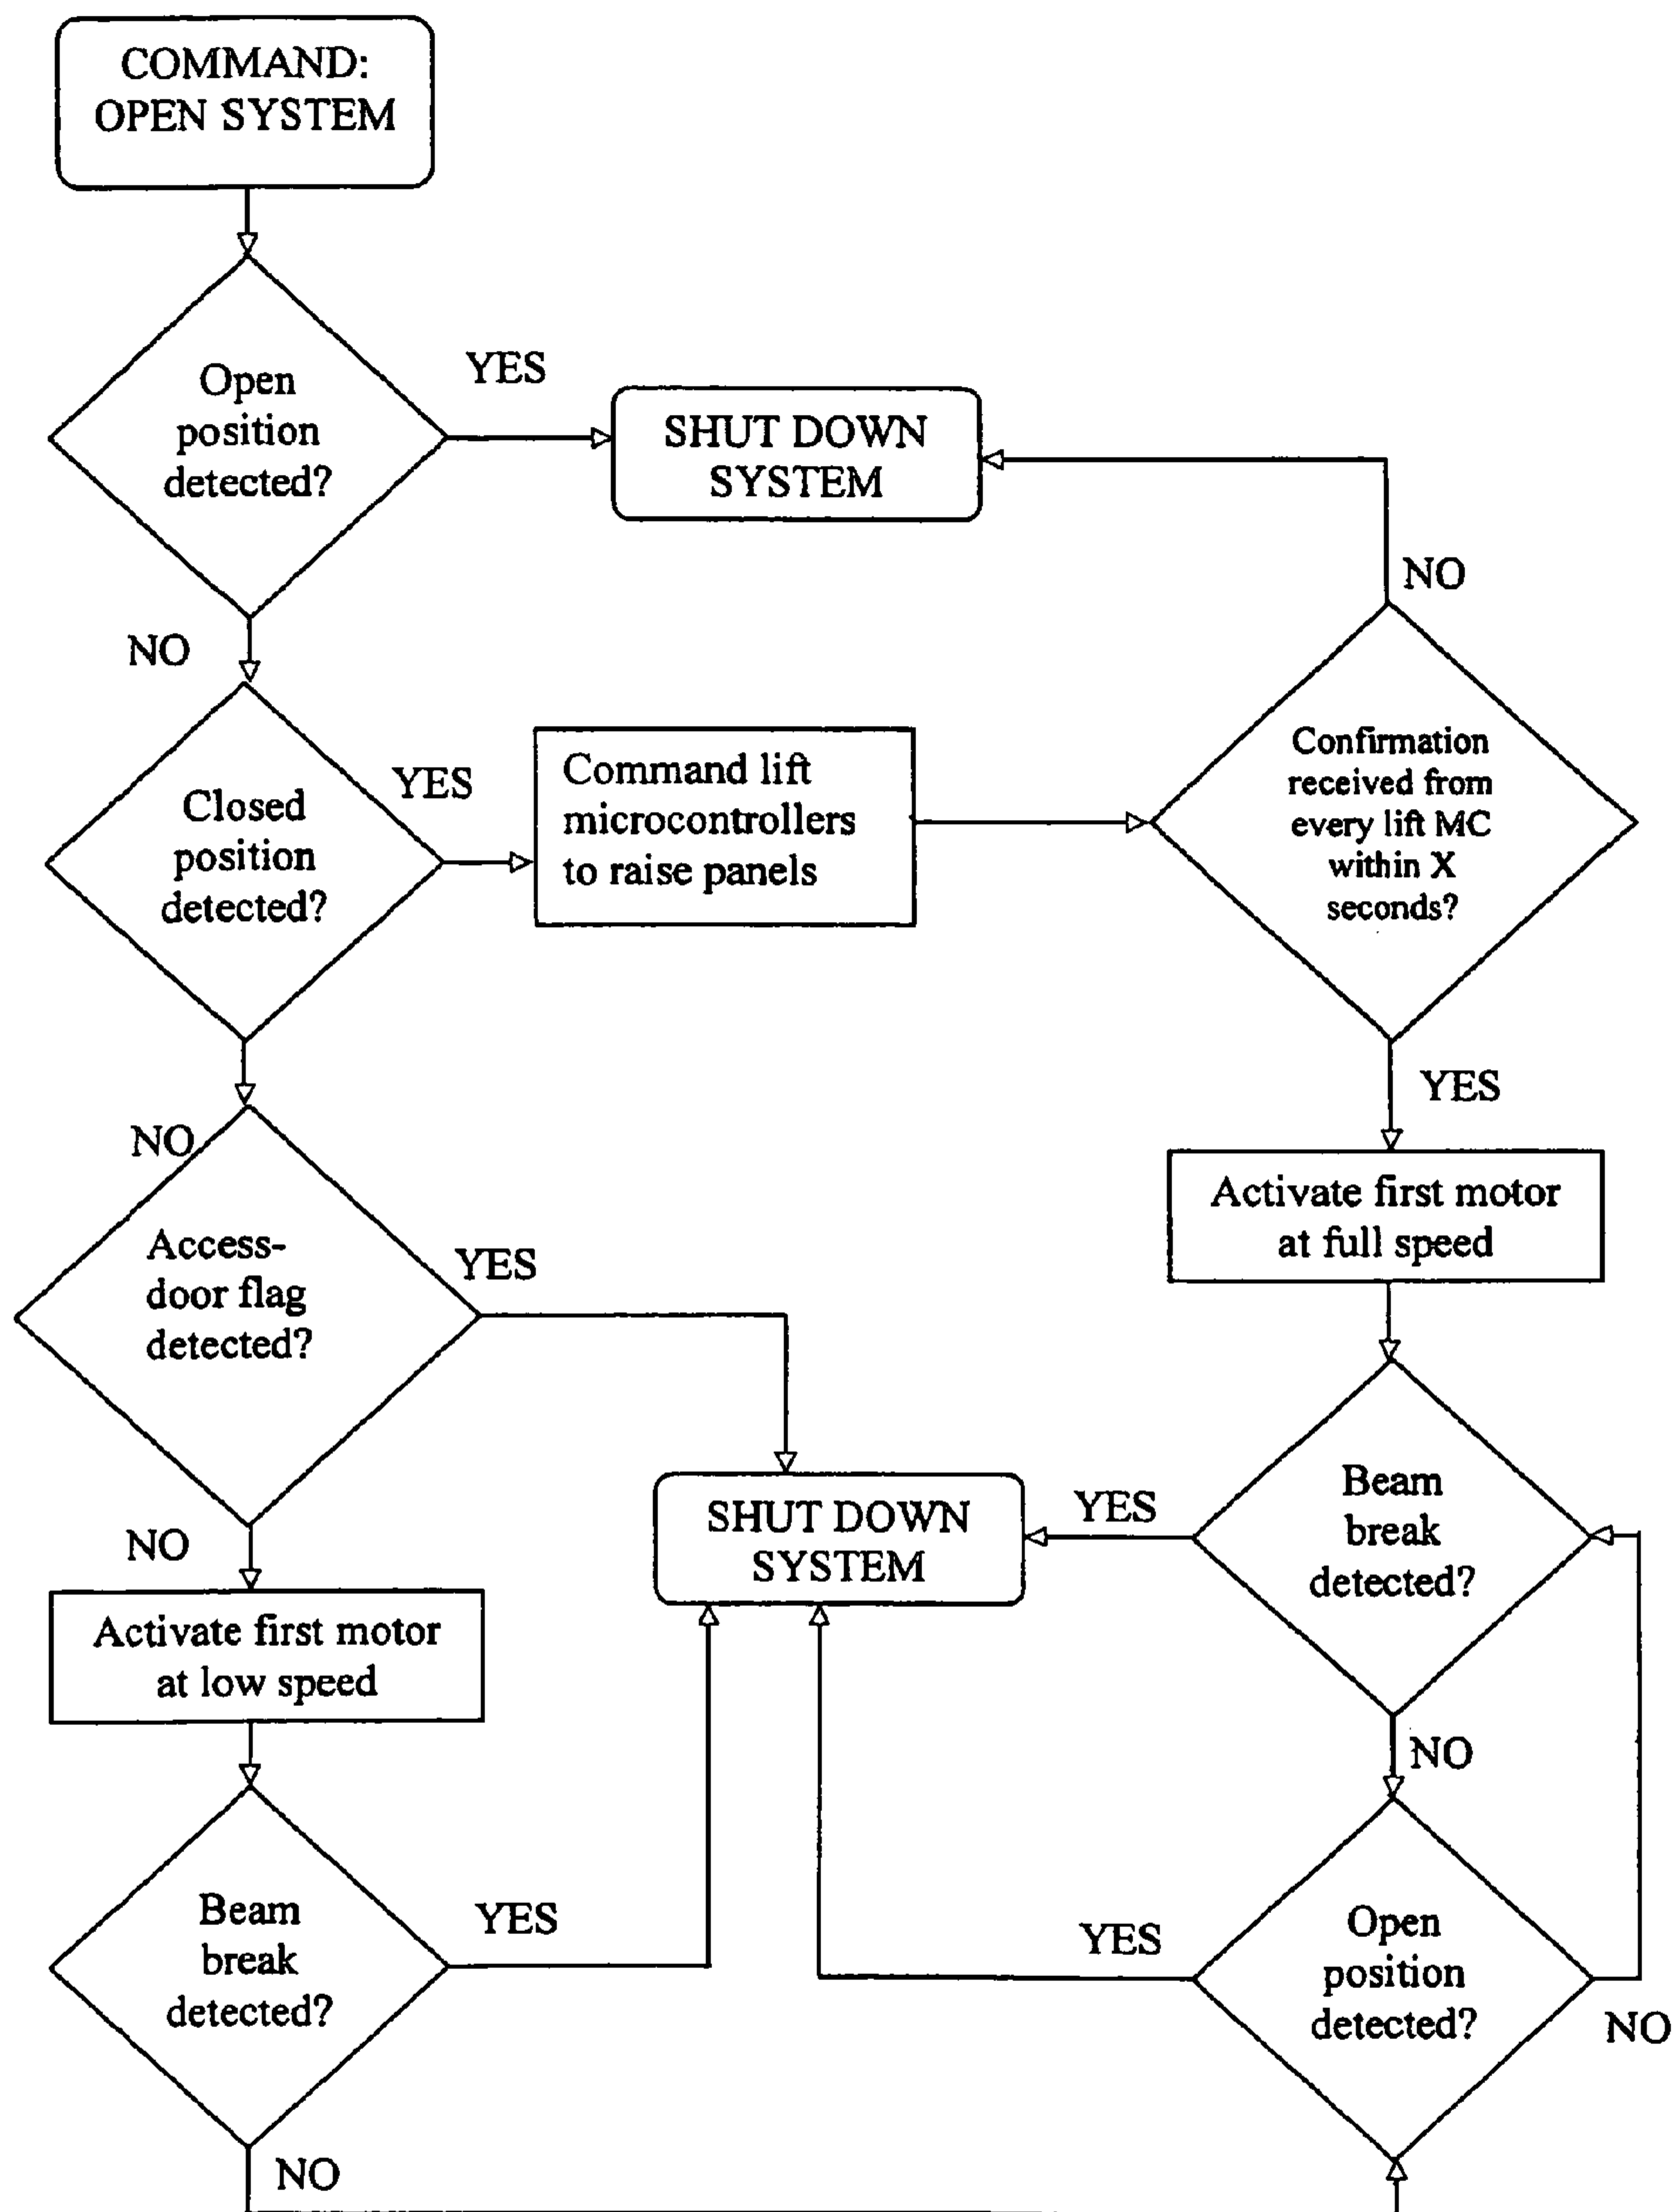 COMMAND:
OPEN SYSTEM
Open
position
detected?
YES
SHUT DOWN
SYSTEM
NO
NO
Closed
position
detected?
YES
Command lift
microcontrollers
to raise panels
Confirmation
received from
every lift MC
within X
seconds?
YES
NO
Activate first motor
at full speed
Access-
door flag
detected?
YES
SHUT DOWN
SYSTEM
YES
Beam
break
detected?
NO
Activate first motor
at low speed
NO
Beam
break
detected?
YES
YES
Open
position
detected?
NO
NO